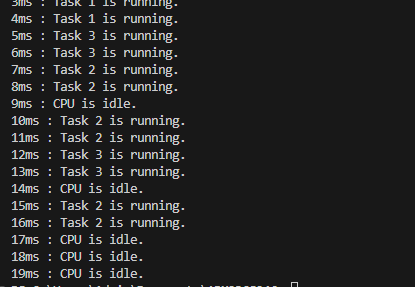 3ms : Task 1 is running.
4ms : Task 1 is running.
5ms : Task 3 is running.
6ms : Task 3 is running.
7ms : Task 2 is running.
8ms : Task 2 is running.
9ms : CPU is idle.
10ms : Task 2 is running.
11ms : Task 2 is running.
12ms : Task 3 is running.
13ms : Task 3 is running.
14ms : CPU is idle.
15ms : Task 2 is running.
16ms : Task 2 is running.
17ms : CPU is idle.
18ms : CPU is idle.
19ms : CPU is idle.